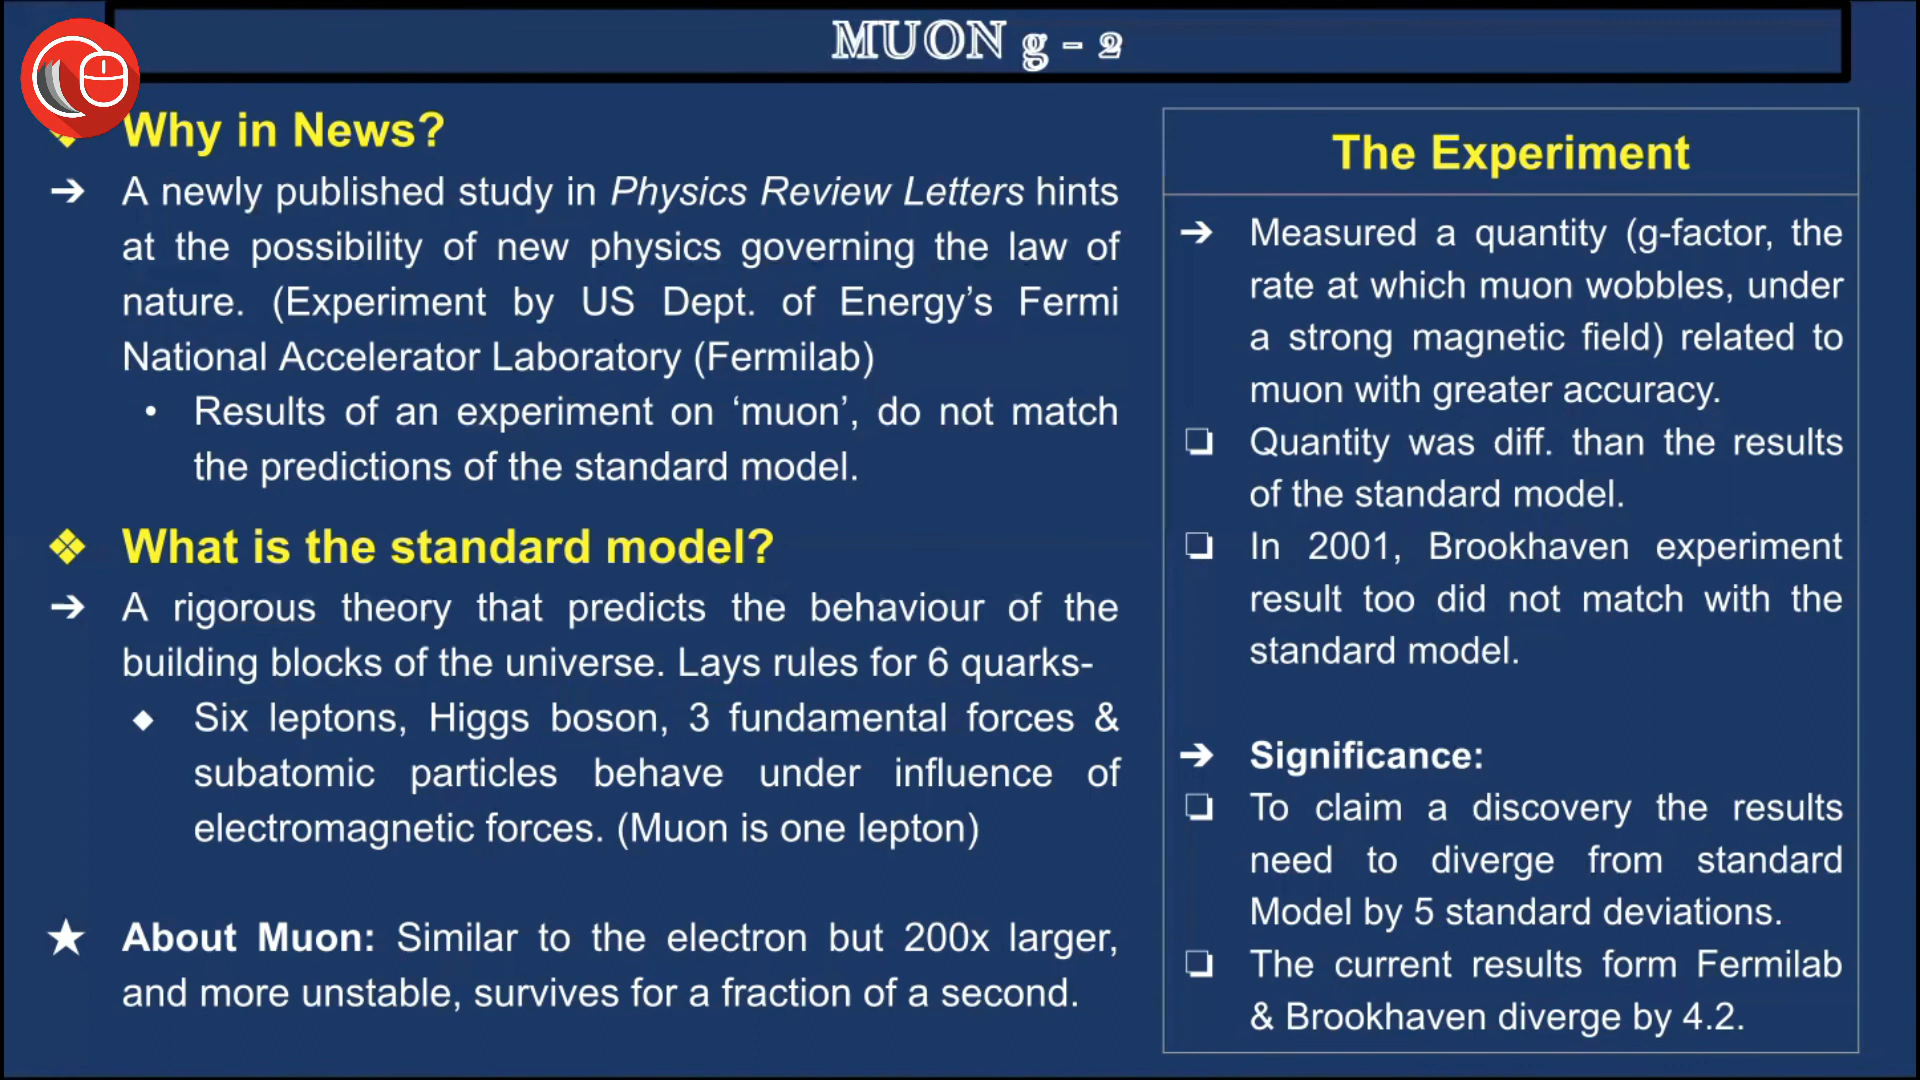 MUON g - 2
Why in News?
➔ A newly published study in Physics Review Letters hints
at the possibility of new physics governing the law of
nature. (Experiment by US Dept. of Energy’s Fermi
National Accelerator Laboratory (Fermilab)
• Results of an experiment on ‘muon’, do not match
the predictions of the standard model.
❖ What is the standard model?
➔ A rigorous theory that predicts the behaviour of the
building blocks of the universe. Lays rules for 6 quarks-
◆ Six leptons, Higgs boson, 3 fundamental forces &
subatomic particles behave under influence of
electromagnetic forces. (Muon is one lepton)
★ About Muon: Similar to the electron but 200x larger,
and more unstable, survives for a fraction of a second.
The Experiment
➔ Measured a quantity (g-factor, the
rate at which muon wobbles, under
a strong magnetic field) related to
muon with greater accuracy.
❏ Quantity was diff. than the results
of the standard model.
❏ In 2001, Brookhaven experiment
result too did not match with the
standard model.
➔ Significance:
❏ To claim a discovery the results
need to diverge from standard
Model by 5 standard deviations.
❏ The current results form Fermilab
& Brookhaven diverge by 4.2.